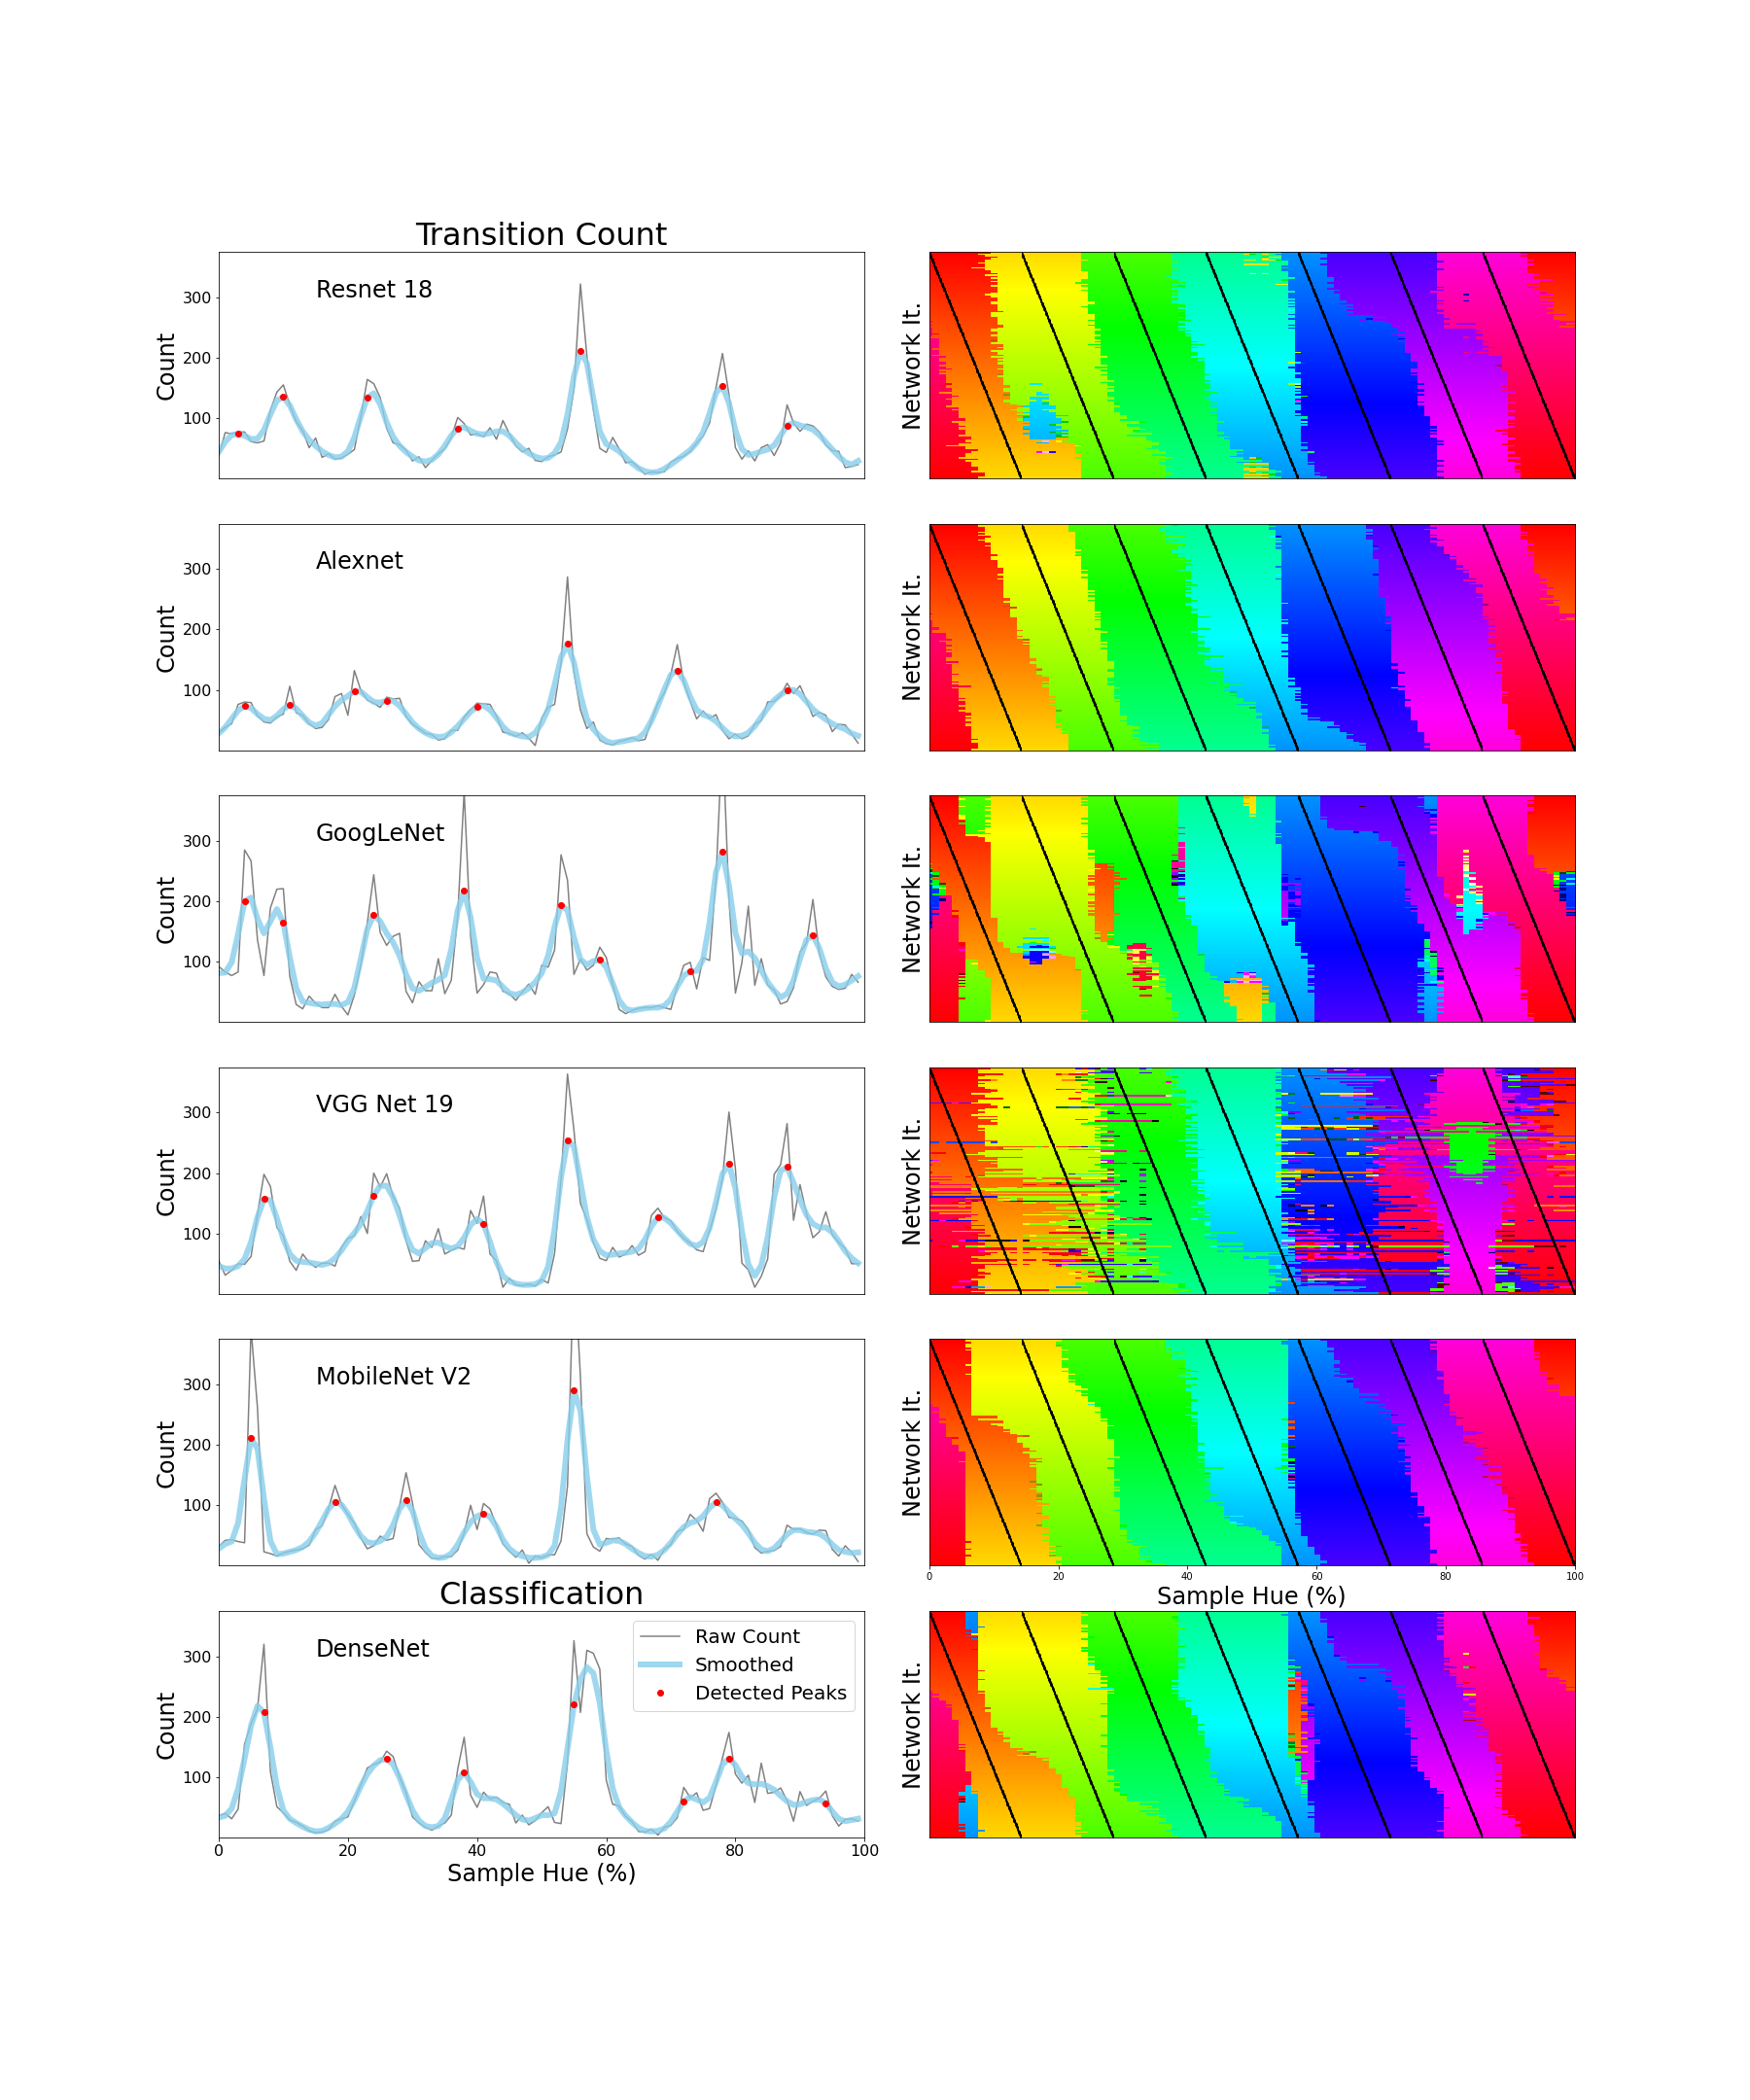 Transition Count
Resnet 18
300
200
100
Count
Network It.
Alexnet
300
200
100
Count
Network It.
GoogLeNet
300
200
100
Count
Network It.
VGG Net 19
300
200
100
Count
Network It.
MobileNet V2
300
200
100
Count
Network It.
0 20 40 60 80 100
Sample Hue (%)
Classification
DenseNet
Raw Count
Smoothed
Detected Peaks
300
200
100
Count
Network It.
0 20 40 60 80 100
Sample Hue (%)